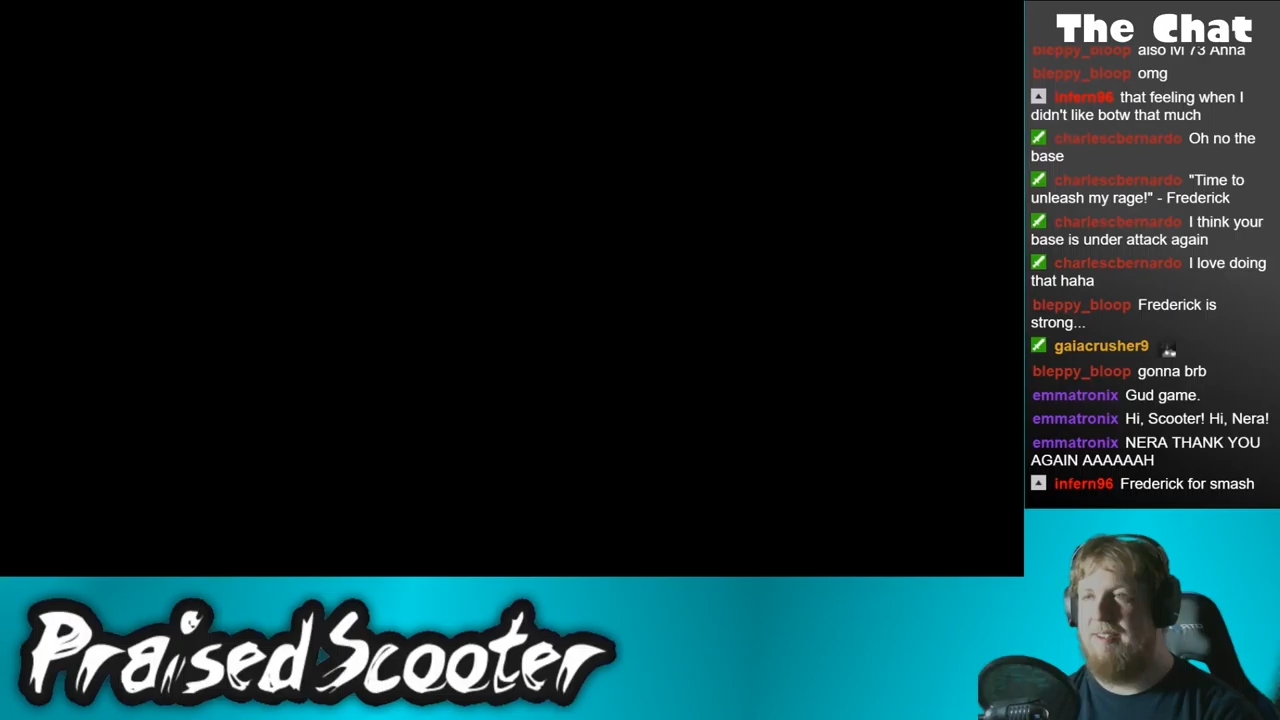 The Chat
bleppy_bloop also lvl 73 Anna
bleppy_bloop omg
infern96 that feeling when I
didn't like botw that much
charlescbernardo Oh no the
base
charlescbernardo "Time to
unleash my rage!" - Frederick
charlescbernardo I think your
base is under attack again
charlescbernardo I love doing
that haha
bleppy_bloop Frederick is
strong...
gaiacrusher9
bleppy_bloop gonna brb
emmatronix Gud game.
emmatronix Hi, Scooter! Hi, Nera!
emmatronix NERA THANK YOU
AGAIN AAAAAAH
infern96 Frederick for smash
PraisedScooter